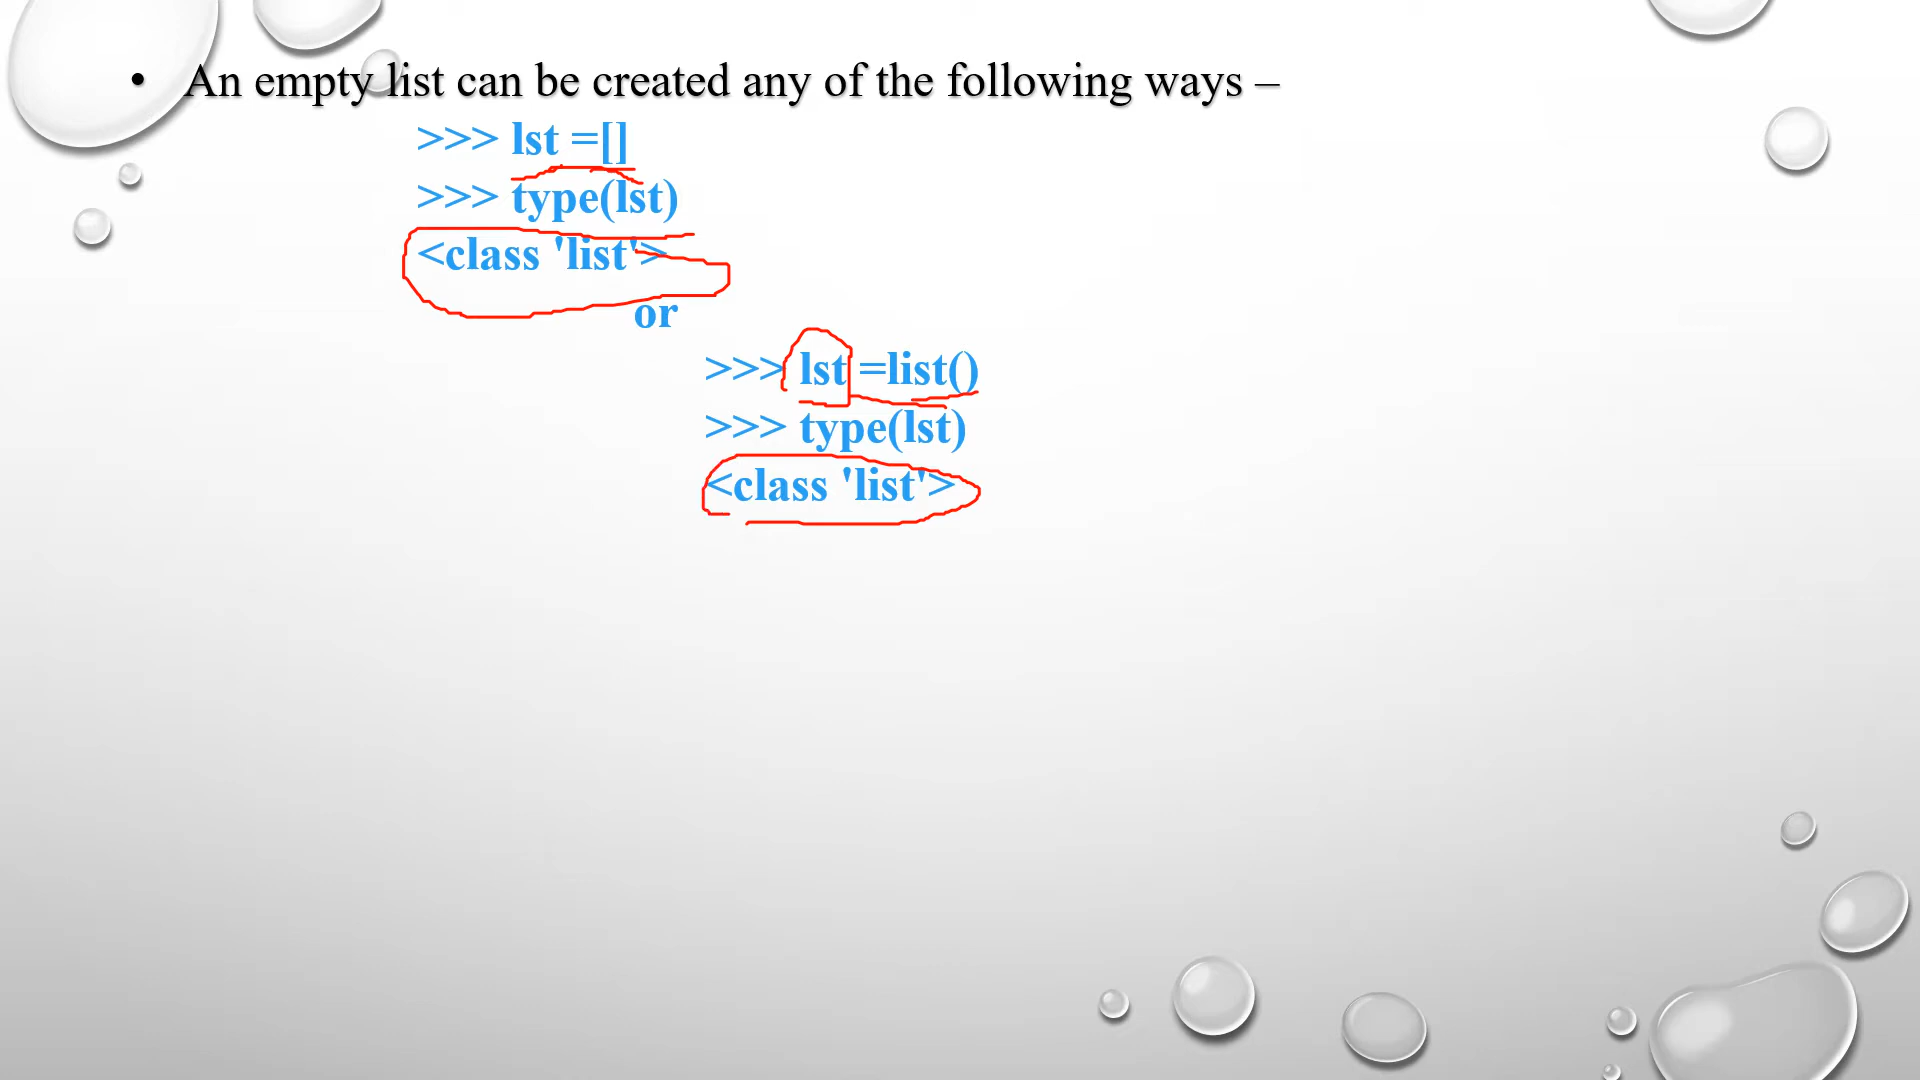 • An empty list can be created any of the following ways –
>>> lst =[]
>>> type(lst)
<class 'list'>
or
>>> lst =list()
>>> type(lst)
<class 'list'>